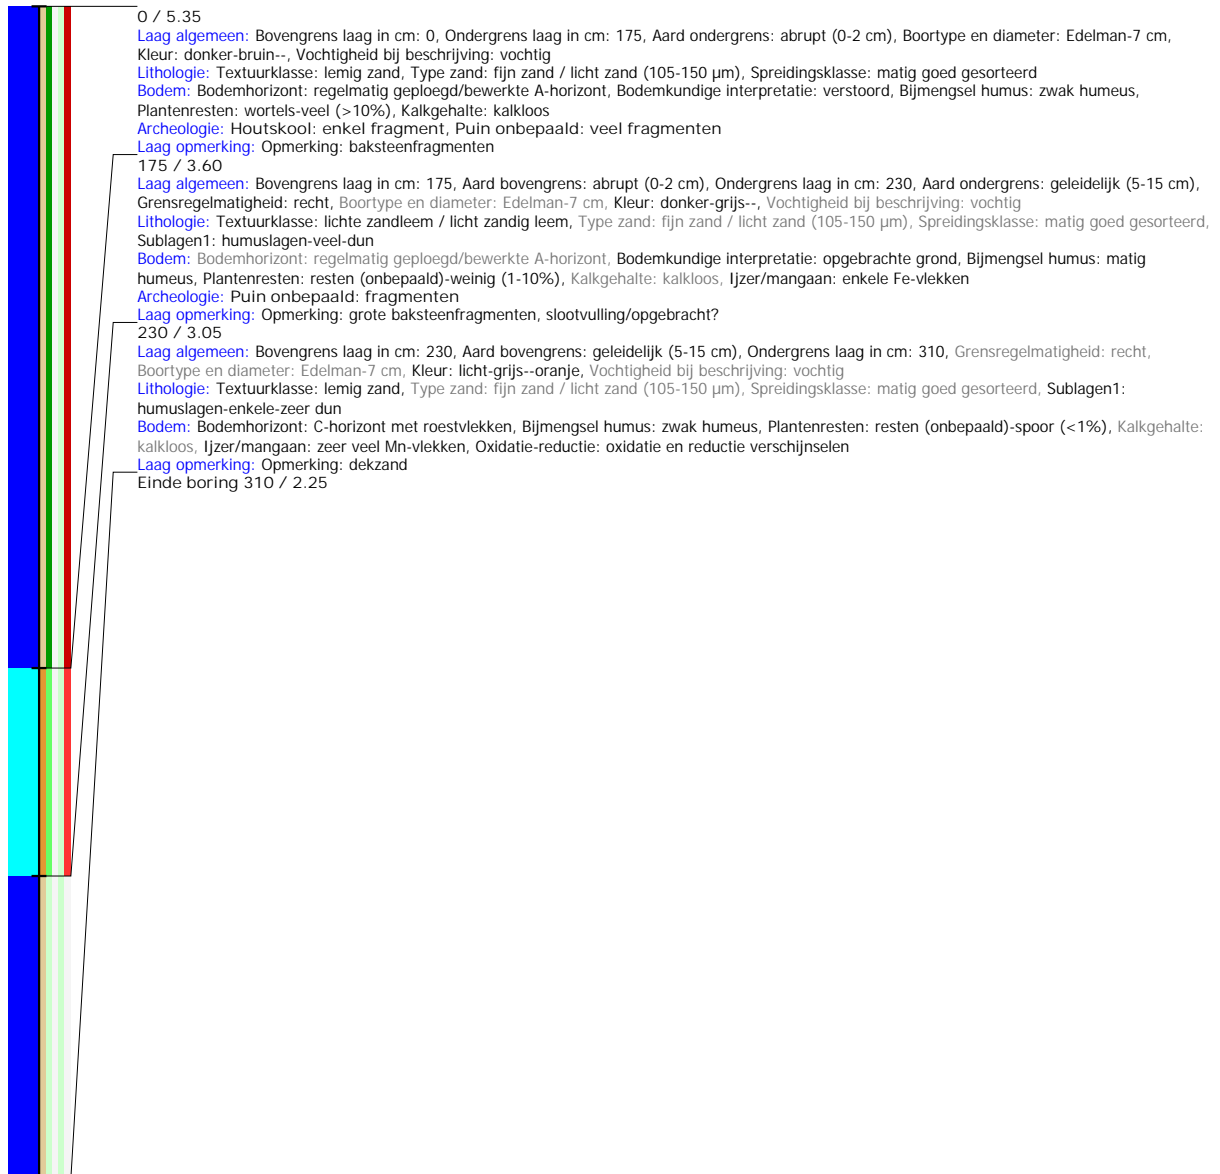 0 / 5.35
Laag algemeen: Bovengrens laag in cm: 0, Ondergrens laag in cm: 175, Aard ondergrens: abrupt (0-2 cm), Boortype en diameter: Edelman-7 cm,
Kleur: donker-bruin--, Vochtigheid bij beschrijving: vochtig
Lithologie: Textuurklasse: lemig zand, Type zand: fijn zand / licht zand (105-150 µm), Spreidingsklasse: matig goed gesorteerd
Bodem: Bodemhorizont: regelmatig geploegd/bewerkte A-horizont, Bodemkundige interpretatie: verstoord, Bijmengsel humus: zwak humeus,
Plantenresten: wortels-veel (>10%), Kalkgehalte: kalkloos
Archeologie: Houtskool: enkel fragment, Puin onbepaald: veel fragmenten
Laag opmerking: Opmerking: baksteenfragmenten
175 / 3.60
Laag algemeen: Bovengrens laag in cm: 175, Aard bovengrens: abrupt (0-2 cm), Ondergrens laag in cm: 230, Aard ondergrens: geleidelijk (5-15 cm),
Grensregelmatigheid: recht, Boortype en diameter: Edelman-7 cm, Kleur: donker-grijs--, Vochtigheid bij beschrijving: vochtig
Lithologie: Textuurklasse: lichte zandleem / licht zandig leem, Type zand: fijn zand / licht zand (105-150 µm), Spreidingsklasse: matig goed gesorteerd,
Sublagen1: humuslagen-veel-dun
Bodem: Bodemhorizont: regelmatig geploegd/bewerkte A-horizont, Bodemkundige interpretatie: opgebrachte grond, Bijmengsel humus: matig
humeus, Plantenresten: resten (onbepaald)-weinig (1-10%), Kalkgehalte: kalkloos, Ijzer/mangaan: enkele Fe-vlekken
Archeologie: Puin onbepaald: fragmenten
Laag opmerking: Opmerking: grote baksteenfragmenten, slootvulling/opgebracht?
230 / 3.05
Laag algemeen: Bovengrens laag in cm: 230, Aard bovengrens: geleidelijk (5-15 cm), Ondergrens laag in cm: 310, Grensregelmatigheid: recht,
Boortype en diameter: Edelman-7 cm, Kleur: licht-grijs--oranje, Vochtigheid bij beschrijving: vochtig
Lithologie: Textuurklasse: lemig zand, Type zand: fijn zand / licht zand (105-150 µm), Spreidingsklasse: matig goed gesorteerd, Sublagen1:
humuslagen-enkele-zeer dun
Bodem: Bodemhorizont: C-horizont met roestvlekken, Bijmengsel humus: zwak humeus, Plantenresten: resten (onbepaald)-spoor (<1%), Kalkgehalte:
kalkloos, Ijzer/mangaan: zeer veel Mn-vlekken, Oxidatie-reductie: oxidatie en reductie verschijnselen
Laag opmerking: Opmerking: dekzand
Einde boring 310 / 2.25